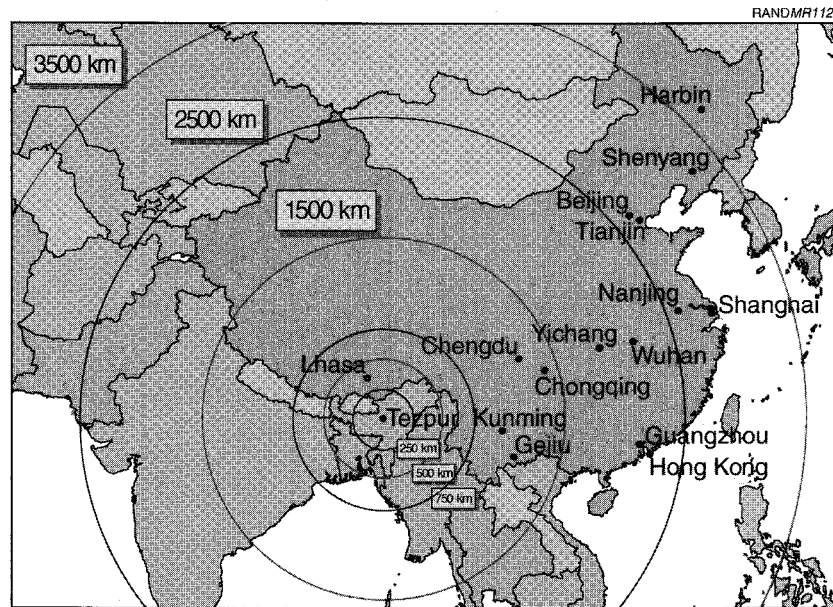 RANDMR112
3500 km
2500 km
1500 km
Harbin
Shenyang
Beijing
Tianjin
Nanjing
Shanghai
Yichang
Chengdu
Wuhan
Lhasa
Chongqing
Tezpur
Kunming
Gejiu
Guangzhou
Hong Kong
250 km
500 km
750 km